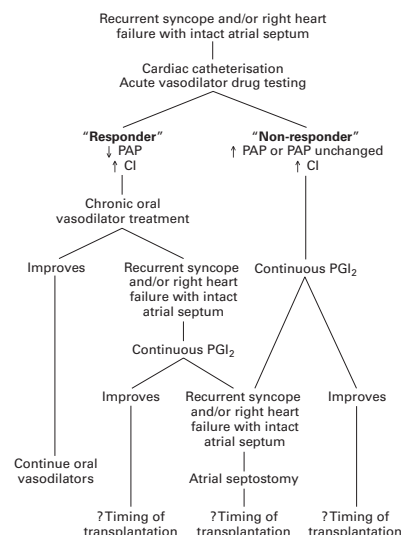 Recurrent syncope and/or right heart
failure with intact atrial septum
Cardiac catheterisation
Acute vasodilator drug testing
"Responder"
↓ PAP
↑ CI
"Non-responder"
↑ PAP or PAP unchanged
↑ CI
Chronic oral
vasodilator treatment
Improves
Recurrent syncope
and/or right heart
failure with intact
atrial septum
Continuous PGI₂
Continuous PGI₂
Improves
Recurrent syncope
and/or right heart
failure with intact
atrial septum
Improves
Continue oral
vasodilators
Atrial septostomy
?Timing of
transplantation
?Timing of
transplantation
?Timing of
transplantation